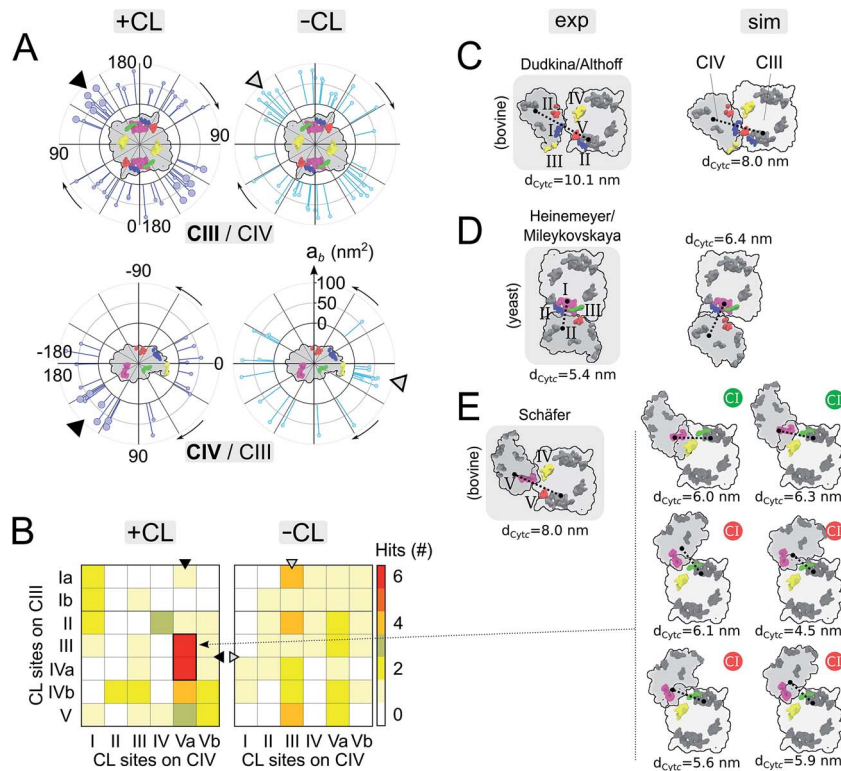 +CL
−CL
exp
sim
A
180 0
90
90
0 180
CIII / CIV
-90
-180
180
0
90
CIV / CIII
a_b (nm²)
100
50
0
B
+CL
−CL
Hits (#)
6
4
2
0
CL sites on CIII
Ia
Ib
II
III
IVa
IVb
V
I II III IV Va Vb
I II III IV Va Vb
CL sites on CIV
CL sites on CIV
C
Dudkina/Althoff
(bovine)
II
IV
I
V
III
II
d_Cytc=10.1 nm
CIV
CIII
d_Cytc=8.0 nm
D
Heinemeyer/
Mileykovskaya
(yeast)
I
II
III
II
d_Cytc=5.4 nm
6.4 nm
d_Cytc=
E
Schäfer
(bovine)
IV
V
V
d_Cytc=8.0 nm
CI
CI
d_Cytc=6.0 nm
d_Cytc=6.3 nm
CI
CI
d_Cytc=6.1 nm
d_Cytc=4.5 nm
CI
CI
d_Cytc=5.6 nm
d_Cytc=5.9 nm